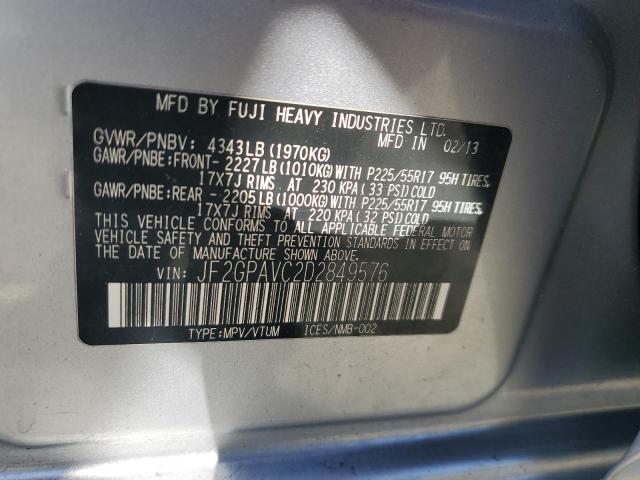 MFD BY FUJI HEAVY INDUSTRIES LTD.
MFD IN 02/13
GVWR/PNBV: 4343LB(1970KG)
GAWR/PNBE:FRONT- 2227LB(1010KG)WITH P225/55R17 95H TIRES,
17X7J RIMS AT 230 KPA(33 PSI)COLD
GAWR/PNBE:REAR - 2205LB(1000KG)WITH P225/55R17 95H TIRES,
17X7J RIMS AT 220 KPA(32 PSI)COLD
THIS VEHICLE CONFORMS TO ALL APPLICABLE FEDERAL MOTOR
VEHICLE SAFETY AND THEFT PREVENTION STANDARDS IN EFFECT ON
THE DATE OF MANUFACTURE SHOWN ABOVE.
VIN: JF2GPAVC2D2849576
TYPE:MPV/VTUM ICES/NMB-002